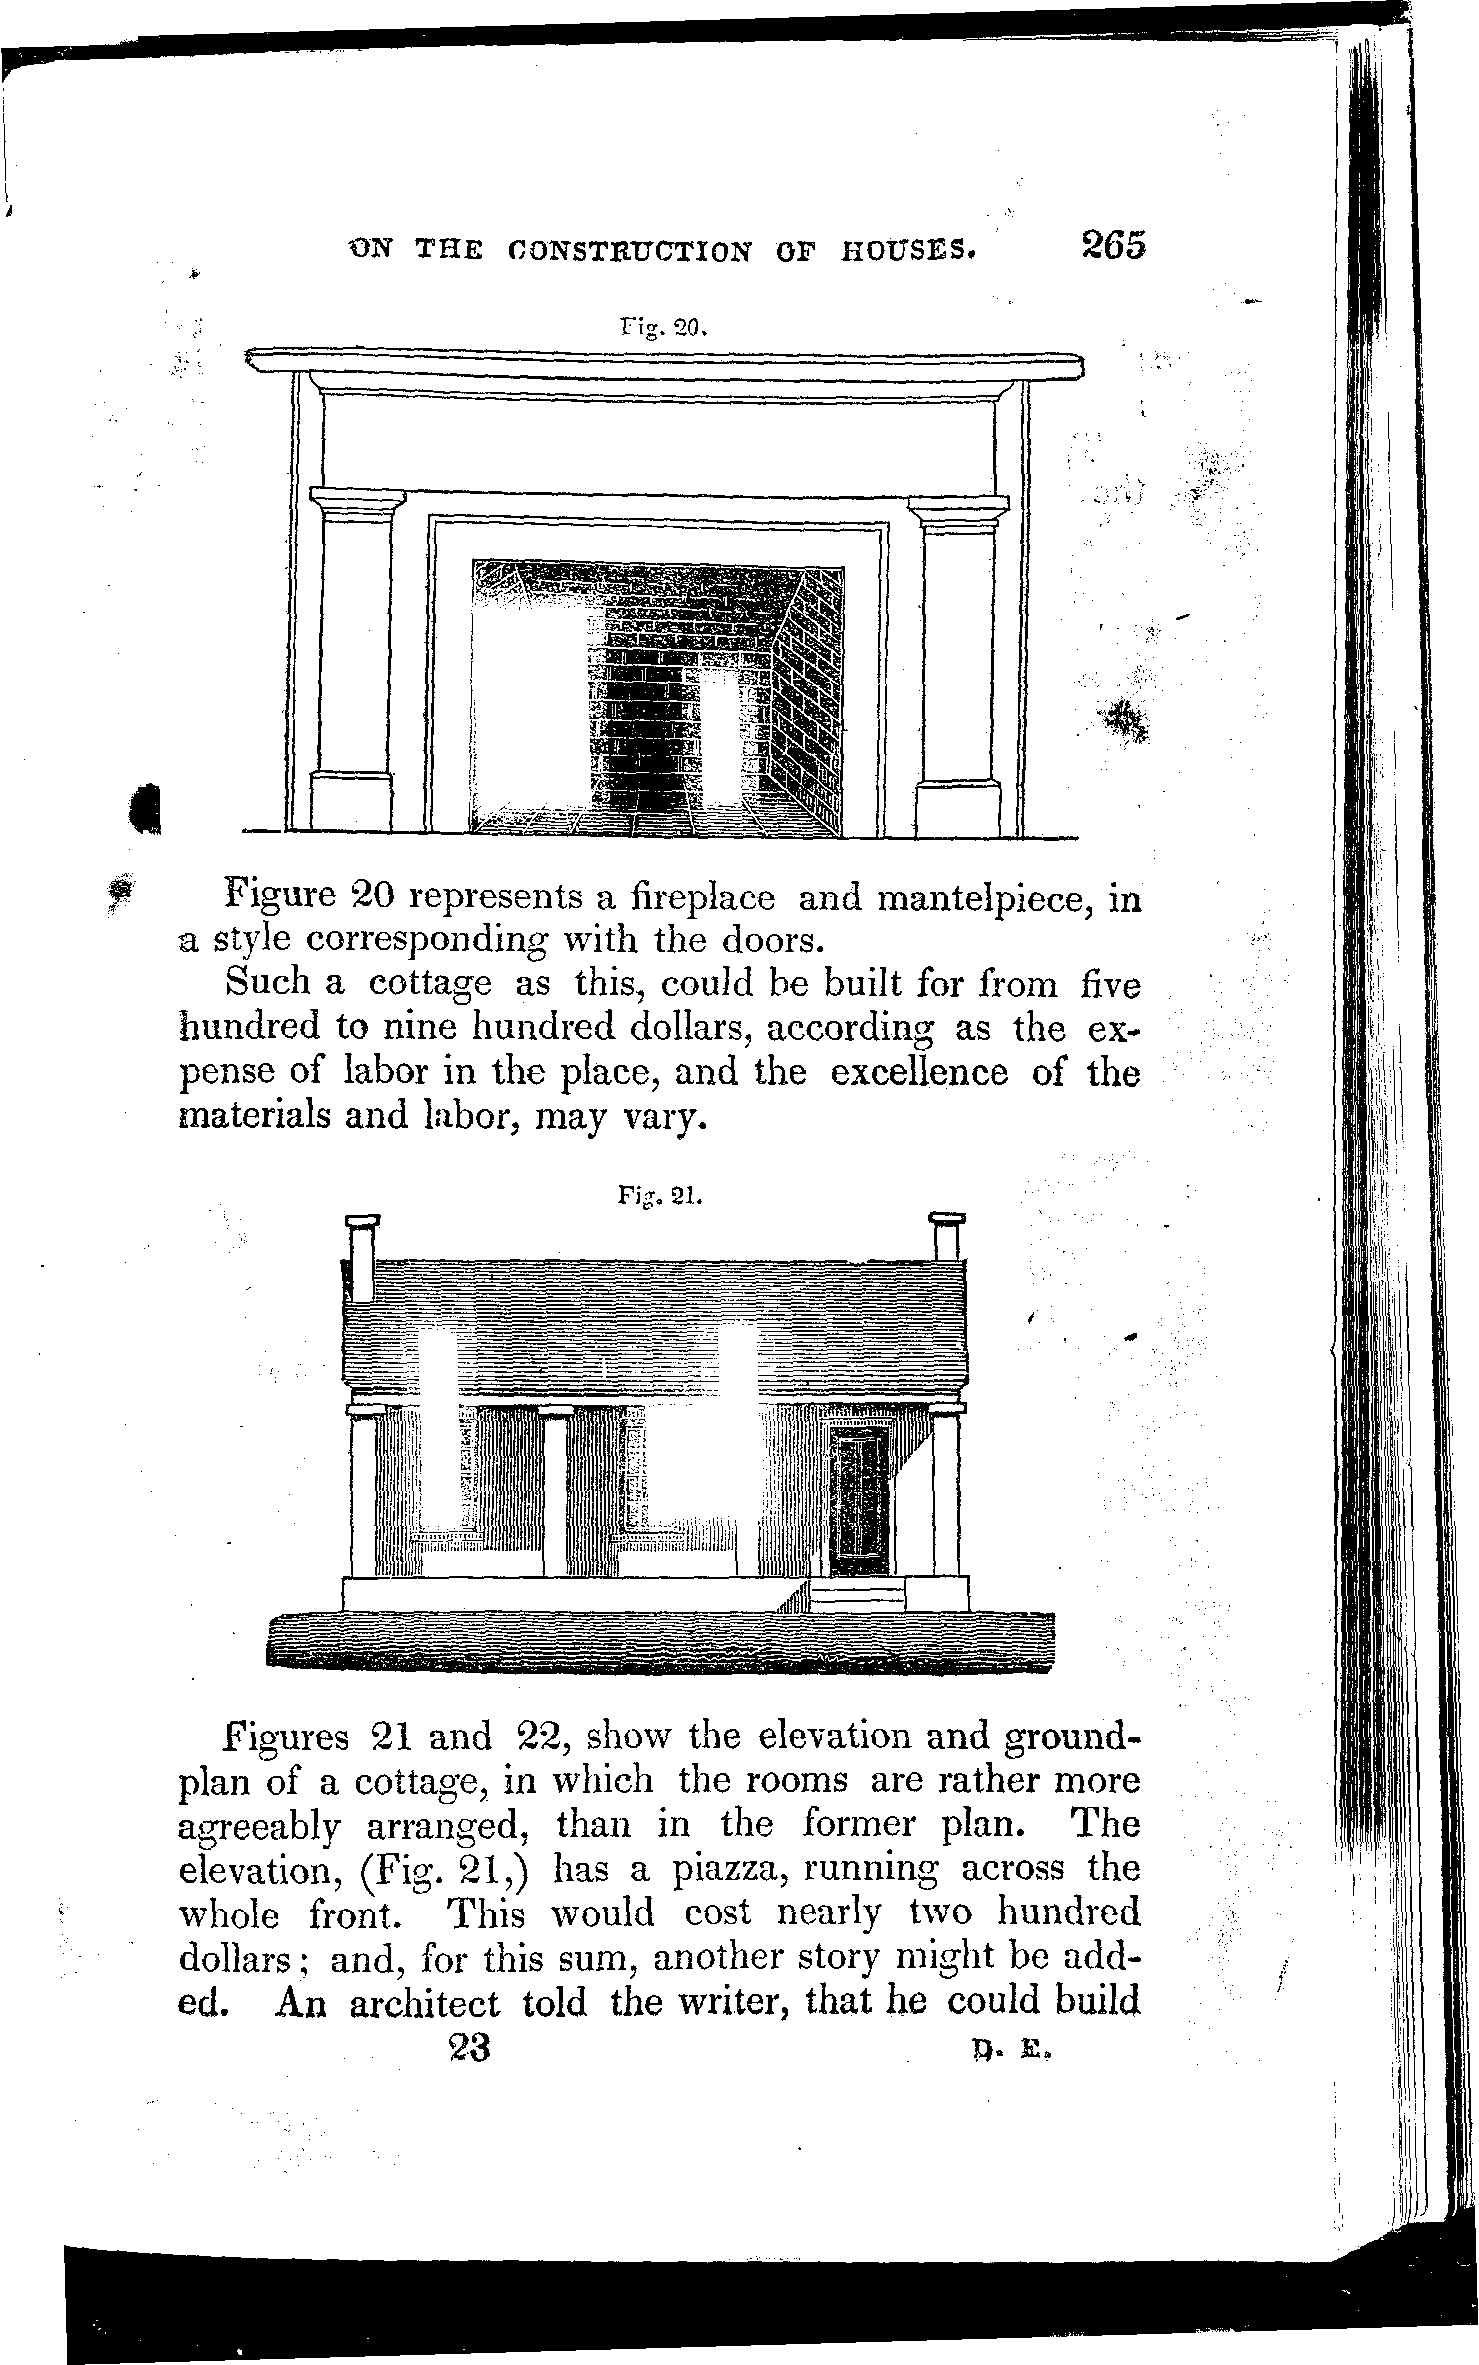 ON THE CONSTRUCTION OF HOUSES. 265
Fig. 20.
Figure 20 represents a fireplace and mantelpiece, in
a style corresponding with the doors.
Such a cottage as this, could be built for from five
hundred to nine hundred dollars, according as the ex-
pense of labor in the place, and the excellence of the
materials and labor, may vary.
Fig. 21.
Figures 21 and 22, show the elevation and ground-
plan of a cottage, in which the rooms are rather more
agreeably arranged, than in the former plan. The
elevation, (Fig. 21,) has a piazza, running across the
whole front. This would cost nearly two hundred
dollars; and, for this sum, another story might be add-
ed. An architect told the writer, that he could build
23 D. E.